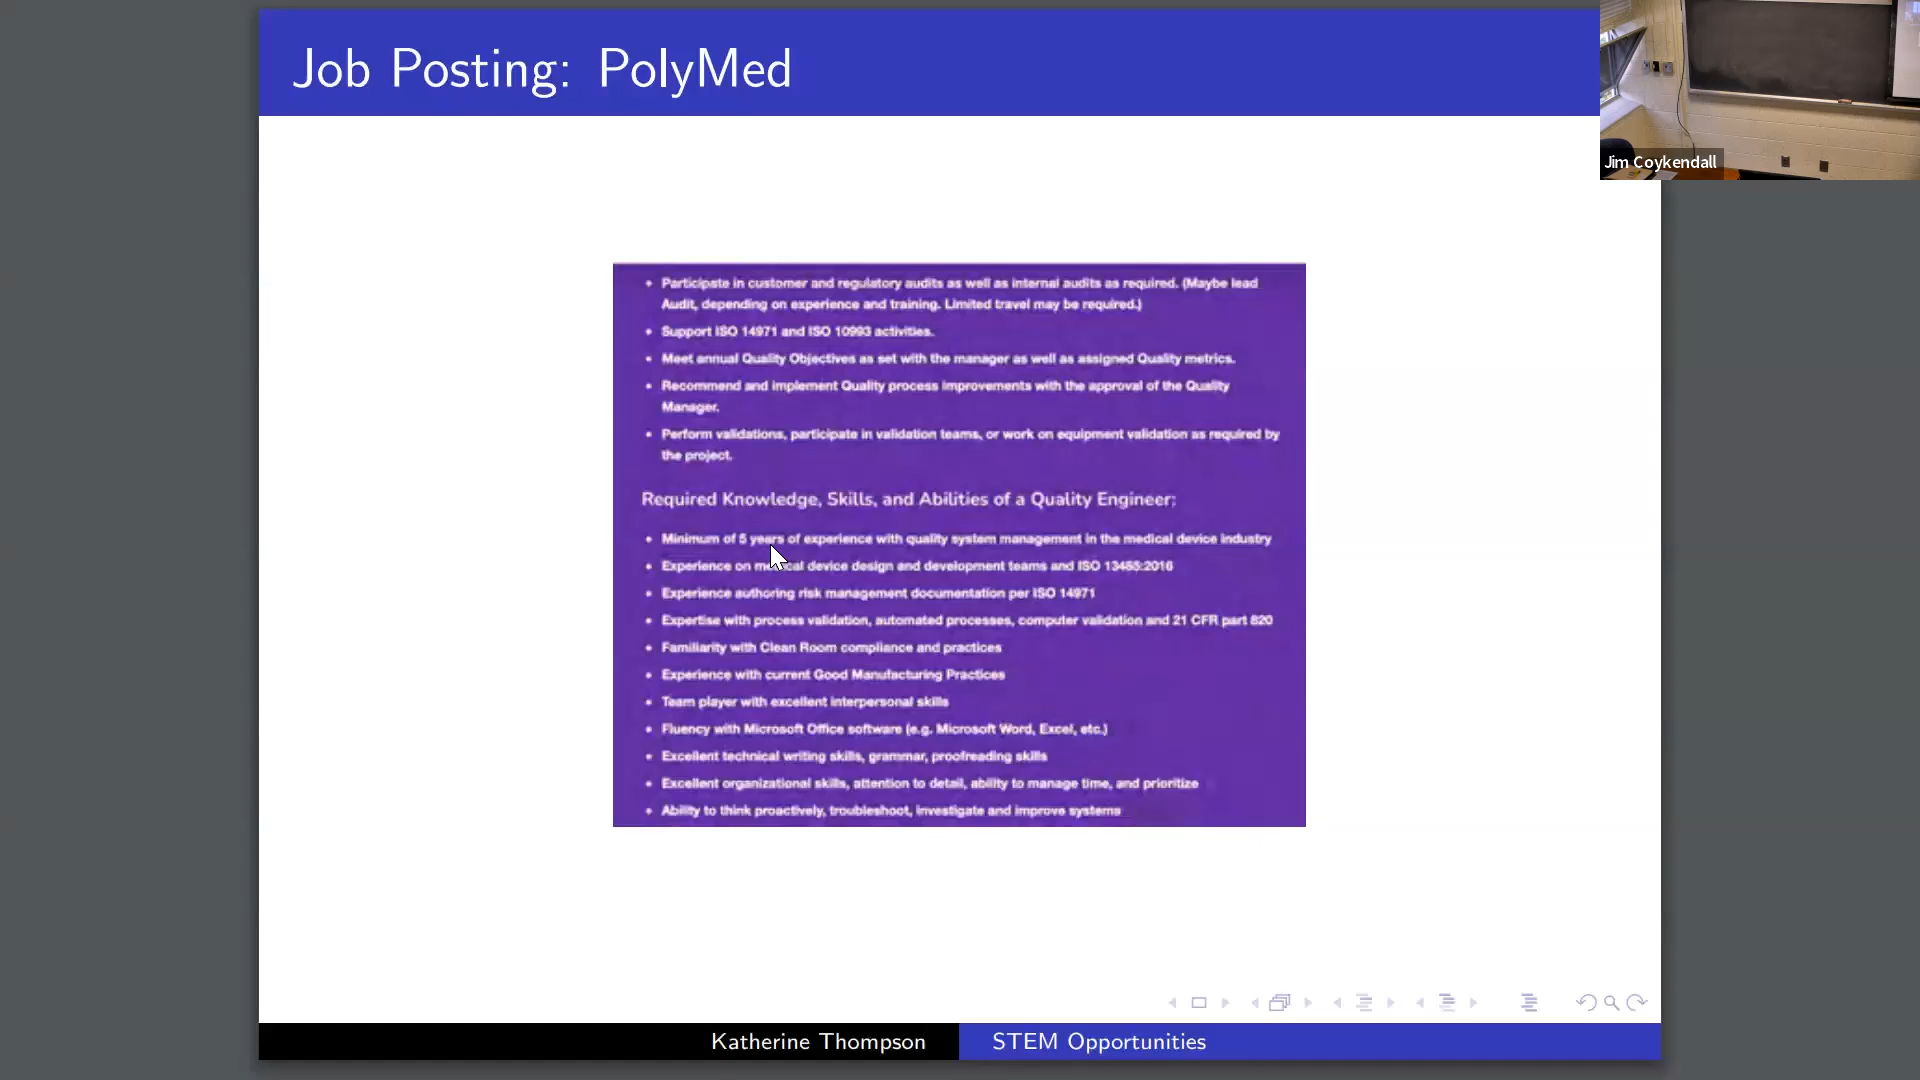 Job Posting: PolyMed
Jim Coykendall
• Participate in customer and regulatory audits as well as internal audits as required. (Maybe lead
Audit, depending on experience and training. Limited travel may be required.)
• Support ISO 14971 and ISO 10993 activities.
• Meet annual Quality Objectives as set with the manager as well as assigned Quality metrics.
• Recommend and implement Quality process improvements with the approval of the Quality
Manager.
• Perform validations, participate in validation teams, or work on equipment validation as required by
the project.
Required Knowledge, Skills, and Abilities of a Quality Engineer:
• Minimum of 5 years of experience with quality system management in the medical device industry
• Experience on medical device design and development teams and ISO 13485:2016
• Experience authoring risk management documentation per ISO 14971
• Expertise with process validation, automated processes, computer validation and 21 CFR part 820
• Familiarity with Clean Room compliance and practices
• Experience with current Good Manufacturing Practices
• Team player with excellent interpersonal skills
• Fluency with Microsoft Office software (e.g. Microsoft Word, Excel, etc.)
• Excellent technical writing skills, grammar, proofreading skills
• Excellent organizational skills, attention to detail, ability to manage time, and prioritize
• Ability to think proactively, troubleshoot, investigate and improve systems
Katherine Thompson
STEM Opportunities